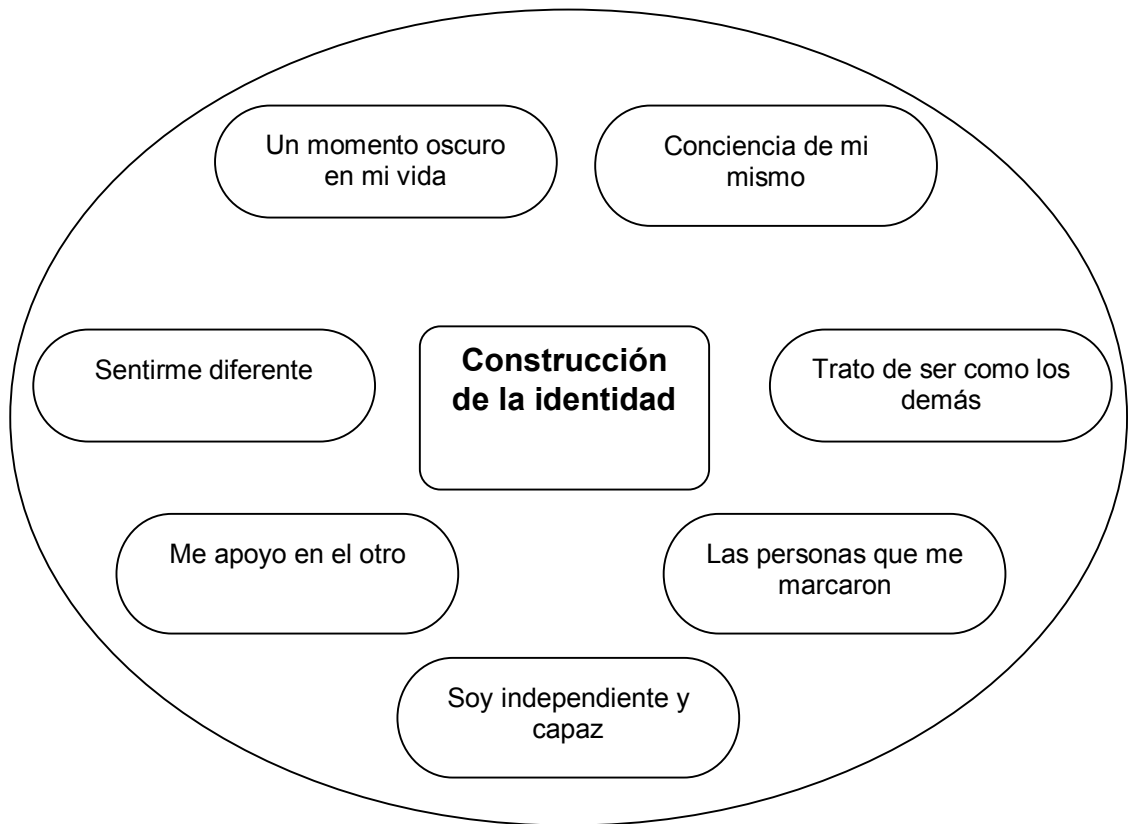 Un momento oscuro
en mi vida
Conciencia de mi
mismo
Sentirme diferente
Construcción
de la identidad
Trato de ser como los
demás
Me apoyo en el otro
Las personas que me
marcaron
Soy independiente y
capaz